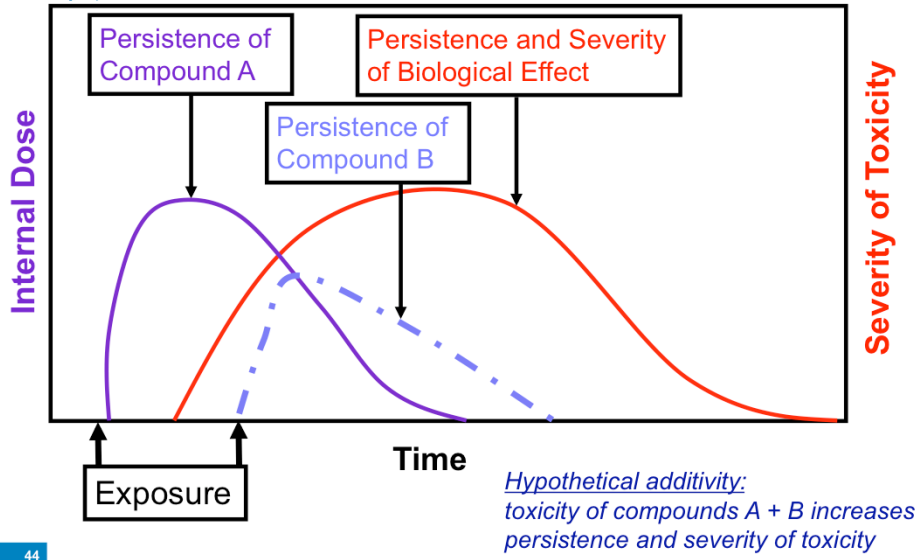 Persistence of
Compound A
Persistence and Severity
of Biological Effect
Persistence of
Compound B
Internal Dose
Severity of Toxicity
Time
Exposure
Hypothetical additivity:
toxicity of compounds A + B increases
persistence and severity of toxicity
44